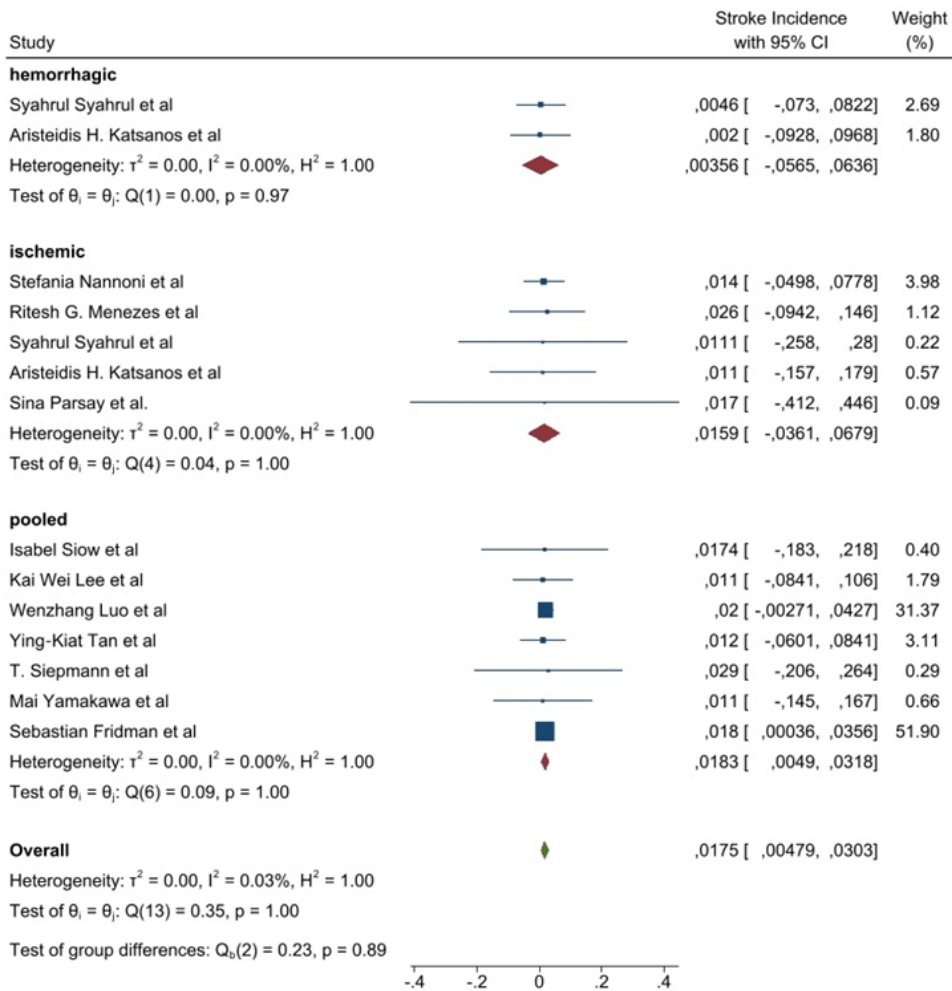 Study Stroke Incidence with 95% CI Weight (%)
hemorrhagic
Syahrul Syahrul et al ,0046 [ -,073, ,0822] 2.69
Aristeidis H. Katsanos et al ,002 [ -,0928, ,0968] 1.80
Heterogeneity: τ² = 0.00, I² = 0.00%, H² = 1.00 ,00356 [ -,0565, ,0636]
Test of θᵢ = θⱼ: Q(1) = 0.00, p = 0.97
ischemic
Stefania Nannoni et al ,014 [ -,0498, ,0778] 3.98
Ritesh G. Menezes et al ,026 [ -,0942, ,146] 1.12
Syahrul Syahrul et al ,0111 [ -,258, ,28] 0.22
Aristeidis H. Katsanos et al ,011 [ -,157, ,179] 0.57
Sina Parsay et al. ,017 [ -,412, ,446] 0.09
Heterogeneity: τ² = 0.00, I² = 0.00%, H² = 1.00 ,0159 [ -,0361, ,0679]
Test of θᵢ = θⱼ: Q(4) = 0.04, p = 1.00
pooled
Isabel Siow et al ,0174 [ -,183, ,218] 0.40
Kai Wei Lee et al ,011 [ -,0841, ,106] 1.79
Wenzhang Luo et al ,02 [ -,00271, ,0427] 31.37
Ying-Kiat Tan et al ,012 [ -,0601, ,0841] 3.11
T. Siepmann et al ,029 [ -,206, ,264] 0.29
Mai Yamakawa et al ,011 [ -,145, ,167] 0.66
Sebastian Fridman et al ,018 [ ,00036, ,0356] 51.90
Heterogeneity: τ² = 0.00, I² = 0.00%, H² = 1.00 ,0183 [ ,0049, ,0318]
Test of θᵢ = θⱼ: Q(6) = 0.09, p = 1.00
Overall ,0175 [ ,00479, ,0303]
Heterogeneity: τ² = 0.00, I² = 0.03%, H² = 1.00
Test of θᵢ = θⱼ: Q(13) = 0.35, p = 1.00
Test of group differences: Q_b(2) = 0.23, p = 0.89
-.4 -.2 0 .2 .4